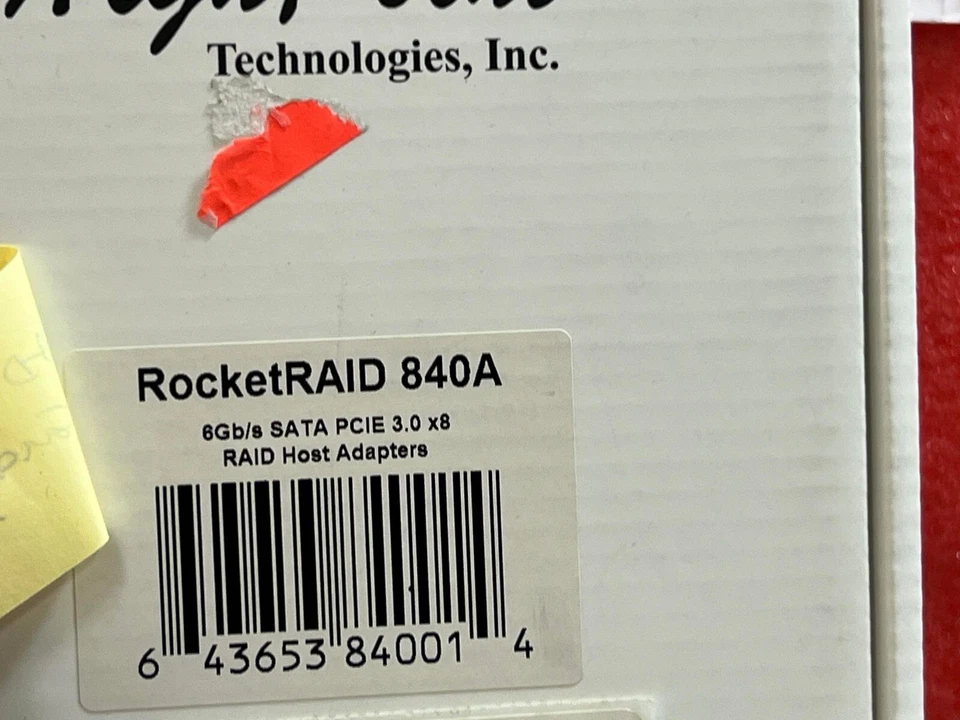 Technologies, Inc.
RocketRAID 840A
6Gb/s SATA PCIE 3.0 x8
RAID Host Adapters
6 43653 84001 4